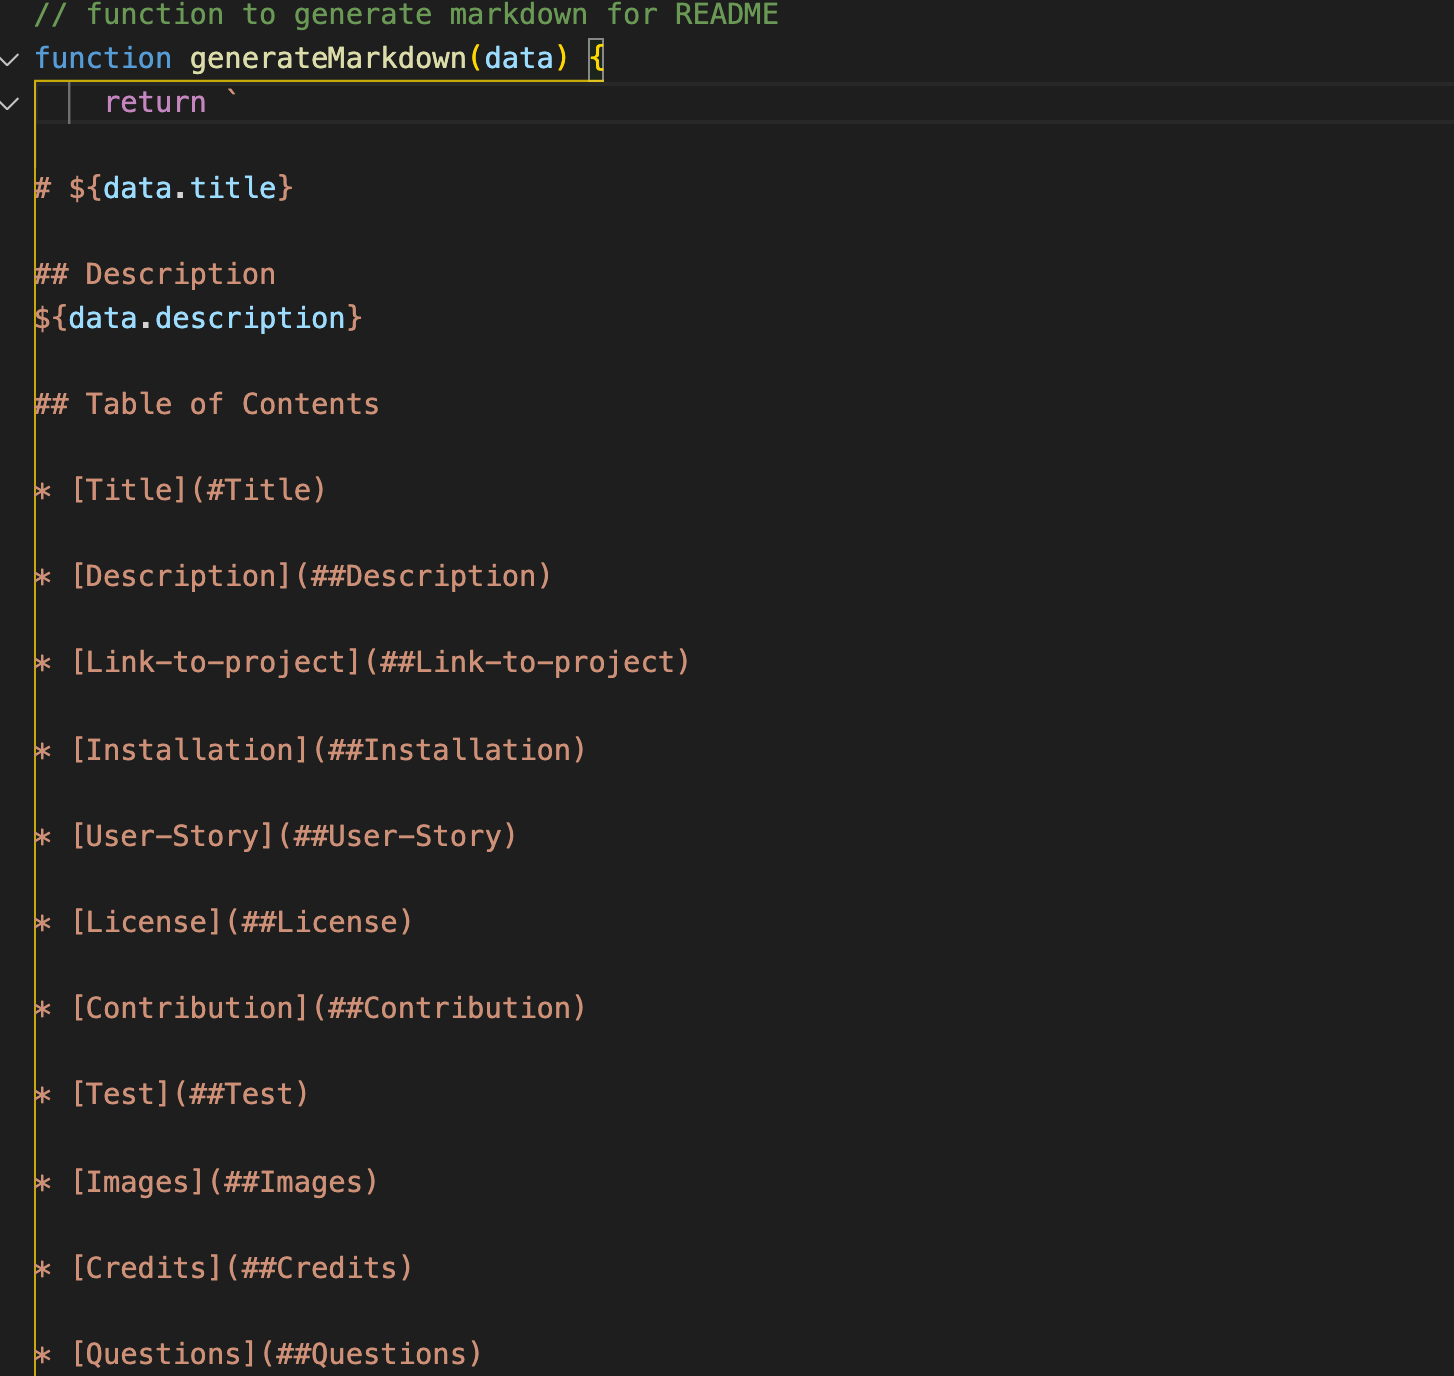 // function to generate markdown for README
function generateMarkdown(data) {
return `
# ${data.title}
## Description
${data.description}
## Table of Contents
* [Title](#Title)
* [Description](##Description)
* [Link-to-project](##Link-to-project)
* [Installation](##Installation)
* [User-Story](##User-Story)
* [License](##License)
* [Contribution](##Contribution)
* [Test](##Test)
* [Images](##Images)
* [Credits](##Credits)
* [Questions](##Questions)